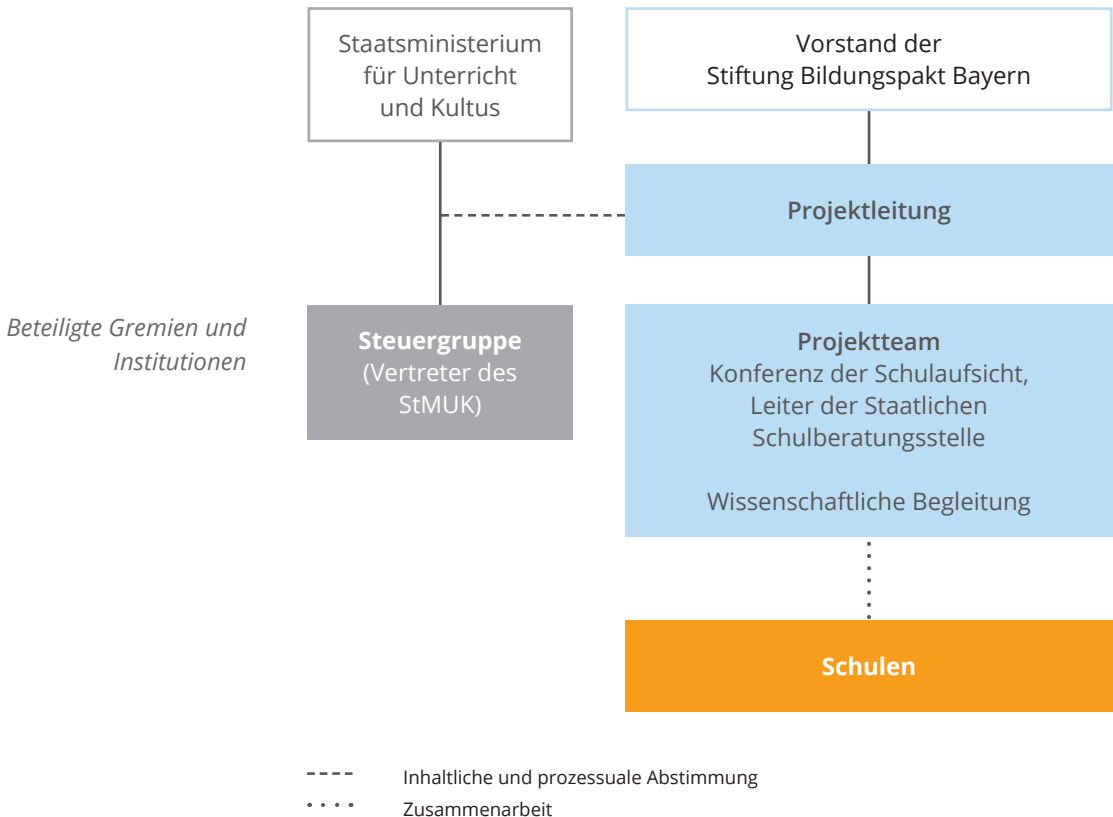 Staatsministerium
für Unterricht
und Kultus
Vorstand der
Stiftung Bildungspakt Bayern
Projektleitung
Beteiligte Gremien und
Institutionen
Steuergruppe
(Vertreter des
StMUK)
Projektteam
Konferenz der Schulaufsicht,
Leiter der Staatlichen
Schulberatungsstelle
Wissenschaftliche Begleitung
Schulen
Inhaltliche und prozessuale Abstimmung
Zusammenarbeit